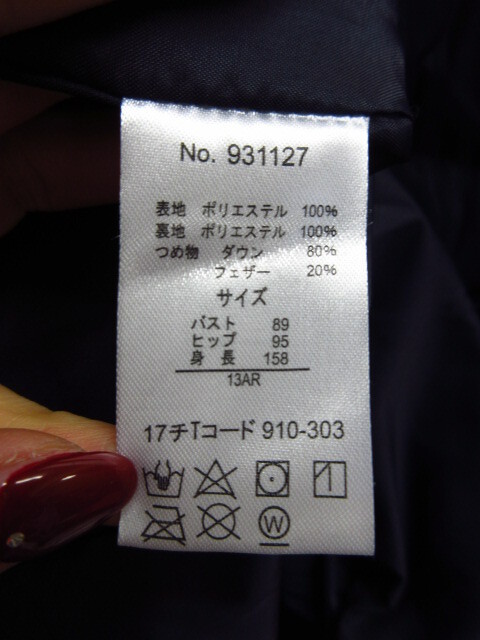 No. 931127
表地 ポリエステル 100%
裏地 ポリエステル 100%
つめ物 ダウン 80%
フェザー 20%
サイズ
バスト 89
ヒップ 95
身長 158
13AR
17チTコード 910-303
W